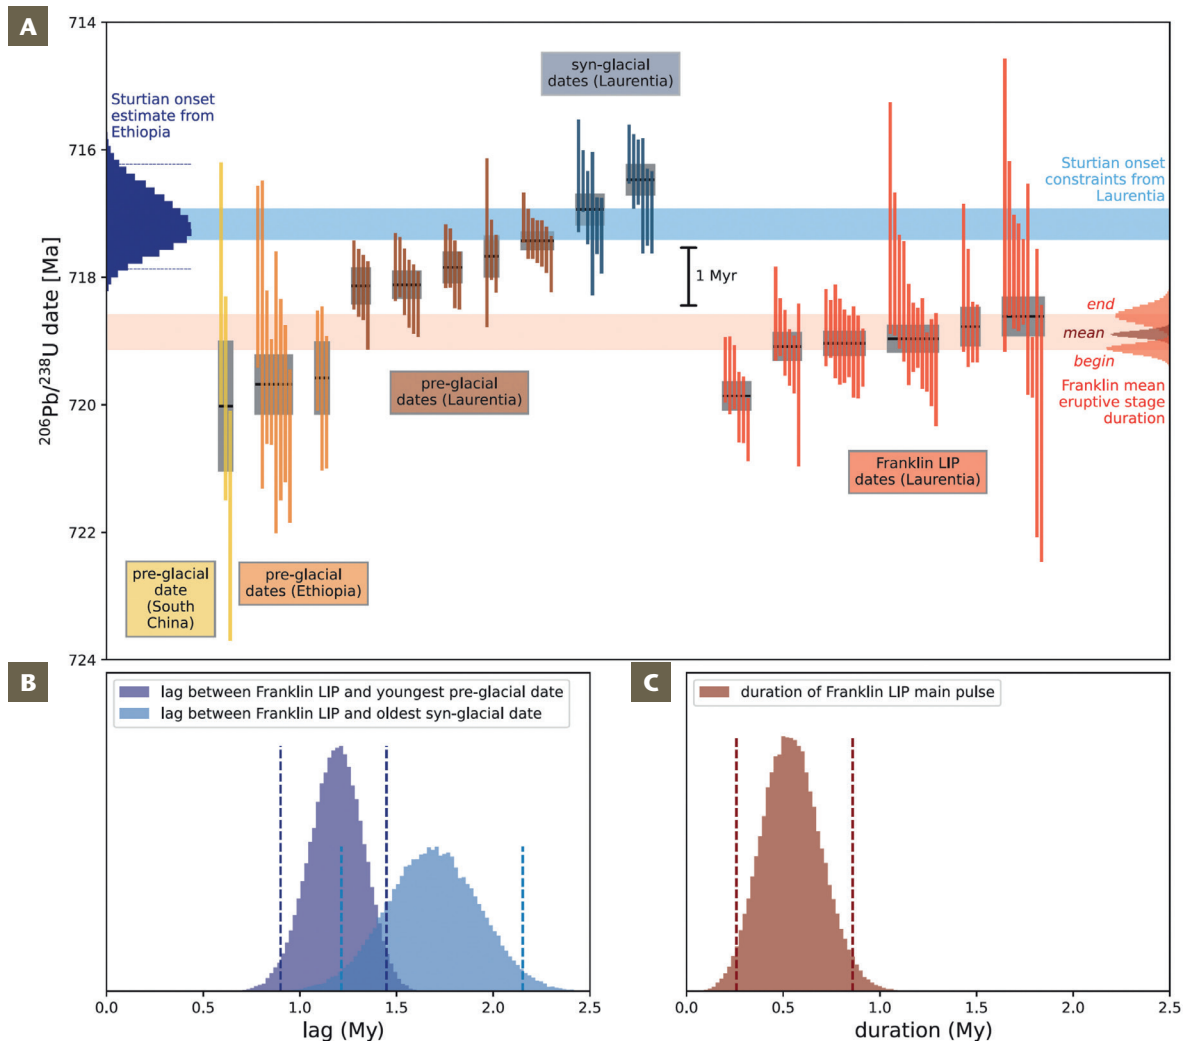 A
714
716
718
720
722
724
206Pb/238U date [Ma]
Sturtian onset
estimate from
Ethiopia
syn-glacial
dates (Laurentia)
Sturtian onset
constraints from
Laurentia
1 Myr
end
mean
begin
Franklin mean
eruptive stage
duration
pre-glacial
dates (Laurentia)
Franklin LIP
dates (Laurentia)
pre-glacial
date
(South
China)
pre-glacial
dates (Ethiopia)
B
lag between Franklin LIP and youngest pre-glacial date
lag between Franklin LIP and oldest syn-glacial date
0.0 0.5 1.0 1.5 2.0 2.5
lag (My)
C
duration of Franklin LIP main pulse
0.0 0.5 1.0 1.5 2.0 2.5
duration (My)